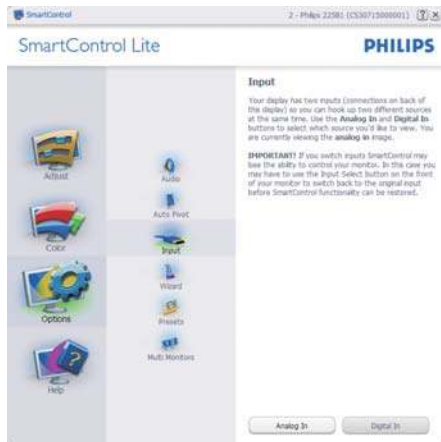 SmartControl
2 - Philips 225B1 (CS30715000001)
SmartControl Lite
PHILIPS
Adjust
Color
Options
Help
Audio
Auto Pivot
Input
Wizard
Presets
Multi Monitors
Input
Your display has two inputs (connections on back of
the display) so you can hook up two different sources
at the same time. Use the Analog In and Digital In
buttons to select which source you'd like to view. You
are currently viewing the analog in image.
IMPORTANT! If you switch inputs SmartControl may
lose the ability to control your monitor. In this case you
may have to use the Input Select button on the front
of your monitor to switch back to the original input
before SmartControl functionality can be restored.
Analog In
Digital In